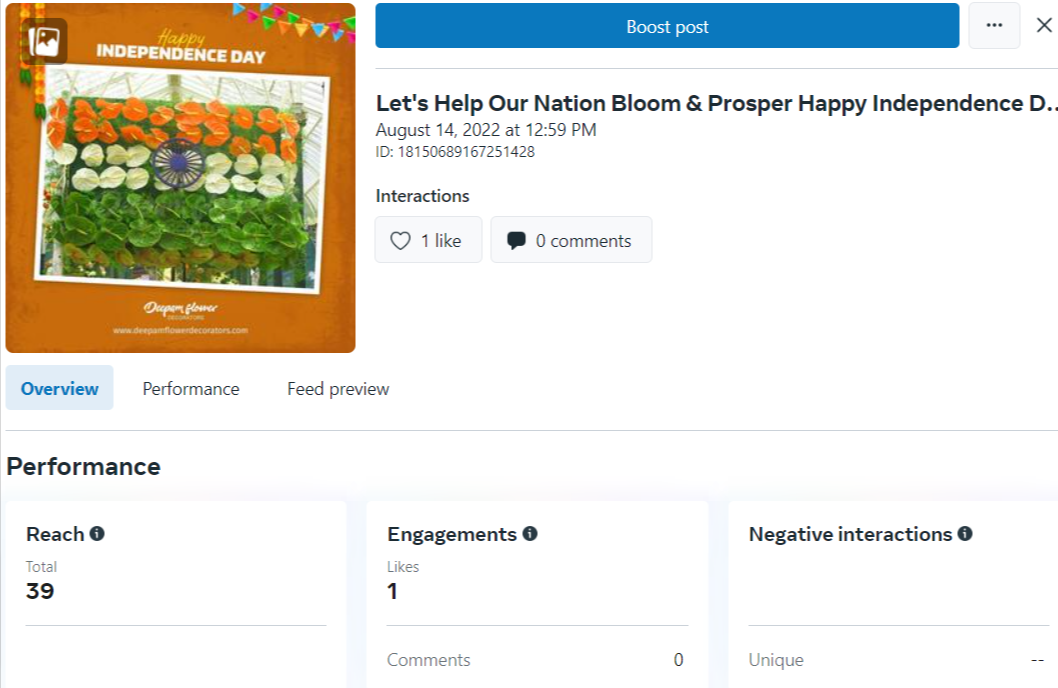 Happy
INDEPENDENCE DAY
Deepam flower
DECORATORS
www.deepamflowerdecorators.com
Boost post
Let's Help Our Nation Bloom & Prosper Happy Independence D…
August 14, 2022 at 12:59 PM
ID: 18150689167251428
Interactions
1 like
0 comments
Overview
Performance
Feed preview
Performance
Reach
Total
39
Engagements
Likes
1
Comments 0
Negative interactions
Unique --